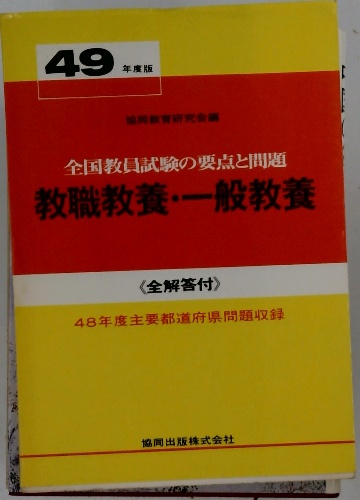 49年度版
協同教育研究会編
全国教員試験の要点と問題
教職教養・一般教養
《全解答付》
48年度主要都道府県問題収録
協同出版株式会社